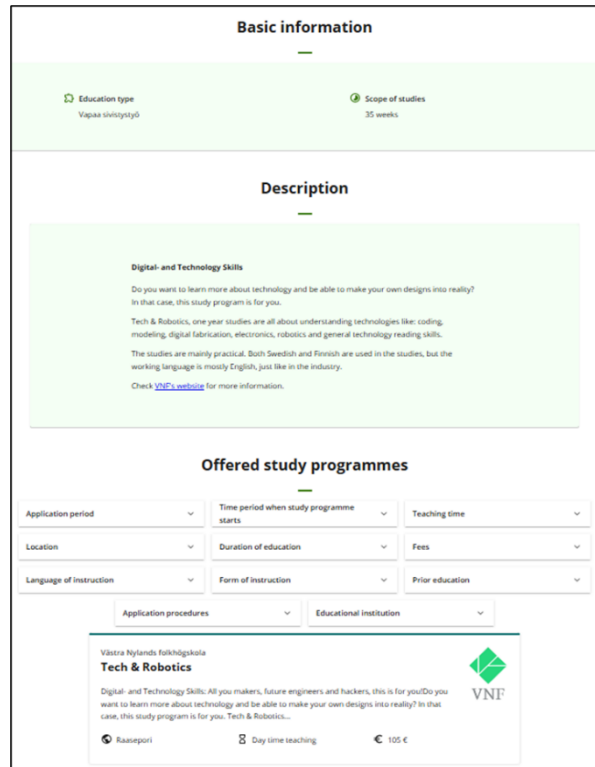 Basic information
Education type
Vapaa sivistystyö
Scope of studies
35 weeks
Description
Digital- and Technology Skills
Do you want to learn more about technology and be able to make your own designs into reality?
In that case, this study program is for you.
Tech & Robotics, one year studies are all about understanding technologies like: coding,
modeling, digital fabrication, electronics, robotics and general technology reading skills.
The studies are mainly practical. Both Swedish and Finnish are used in the studies, but the
working language is mostly English, just like in the industry.
Check VNF's website for more information.
Offered study programmes
Application period
Time period when study programme
starts
Teaching time
Location
Duration of education
Fees
Language of instruction
Form of instruction
Prior education
Application procedures
Educational institution
Västra Nylands folkhögskola
Tech & Robotics
Digital- and Technology Skills: All you makers, future engineers and hackers, this is for you!Do you
want to learn more about technology and be able to make your own designs into reality? In that
case, this study program is for you. Tech & Robotics...
VNF
Raasepori
Day time teaching
€ 105 €